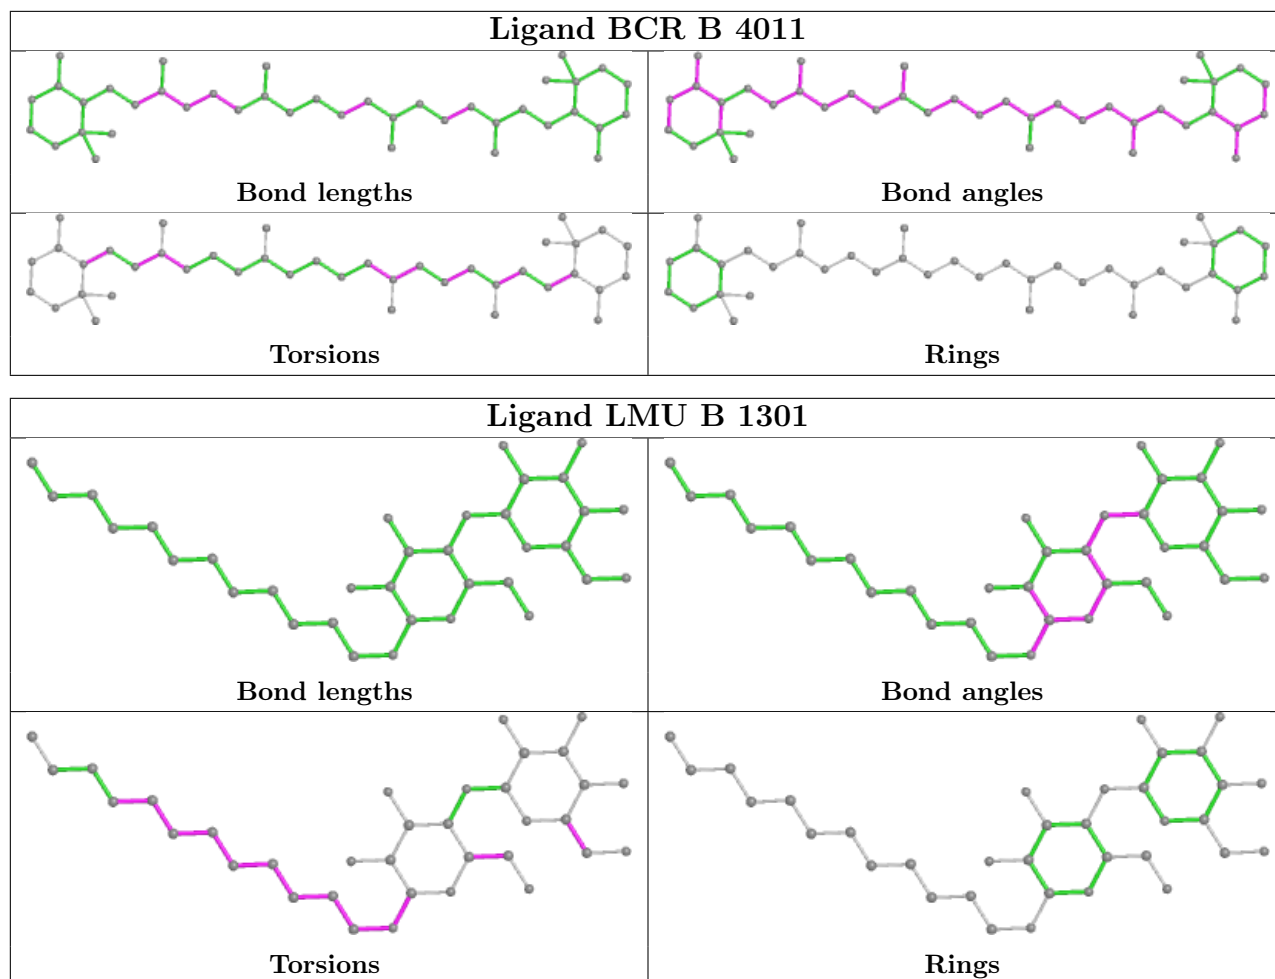 Ligand BCR B 4011
Bond lengths
Bond angles
Torsions
Rings
Ligand LMU B 1301
Bond lengths
Bond angles
Torsions
Rings